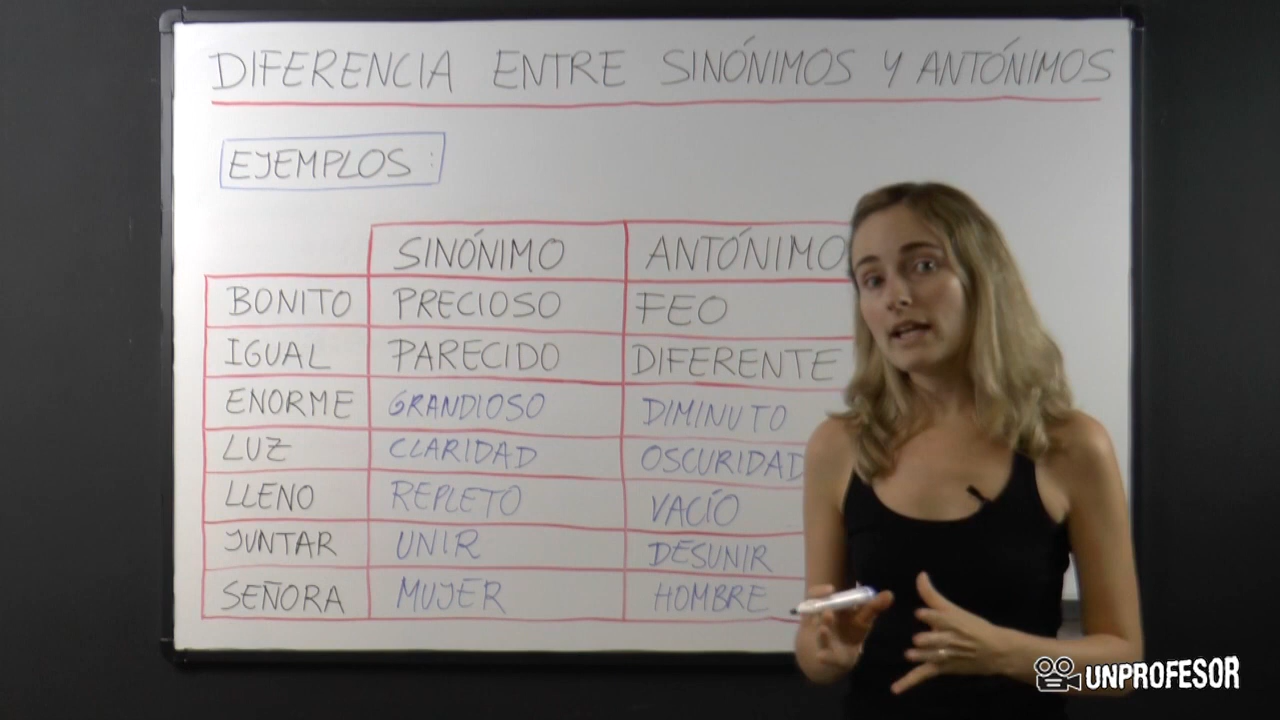 DIFERENCIA ENTRE SINÓNIMOS Y ANTÓNIMOS
EJEMPLOS:
SINÓNIMO ANTÓNIMO
BONITO PRECIOSO FEO
IGUAL PARECIDO DIFERENTE
ENORME GRANDIOSO DIMINUTO
LUZ CLARIDAD OSCURIDAD
LLENO REPLETO VACÍO
JUNTAR UNIR DESUNIR
SEÑORA MUJER HOMBRE
UNPROFESOR